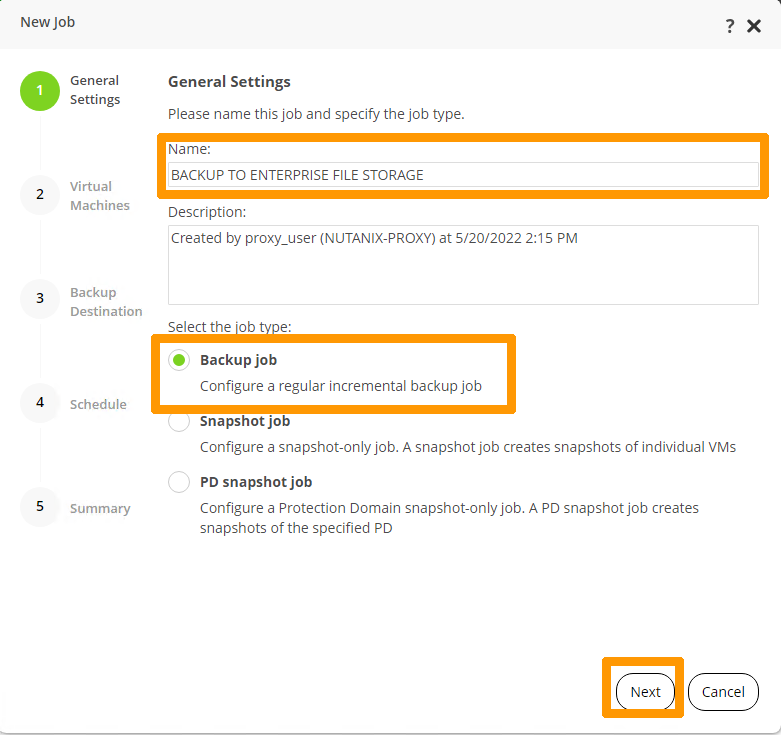 New Job
?
1
General
Settings
2
Virtual
Machines
3
Backup
Destination
4
Schedule
5
Summary
General Settings
Please name this job and specify the job type.
Name:
BACKUP TO ENTERPRISE FILE STORAGE
Description:
Created by proxy_user (NUTANIX-PROXY) at 5/20/2022 2:15 PM
Select the job type:
Backup job
Configure a regular incremental backup job
Snapshot job
Configure a snapshot-only job. A snapshot job creates snapshots of individual VMs
PD snapshot job
Configure a Protection Domain snapshot-only job. A PD snapshot job creates
snapshots of the specified PD
Next
Cancel